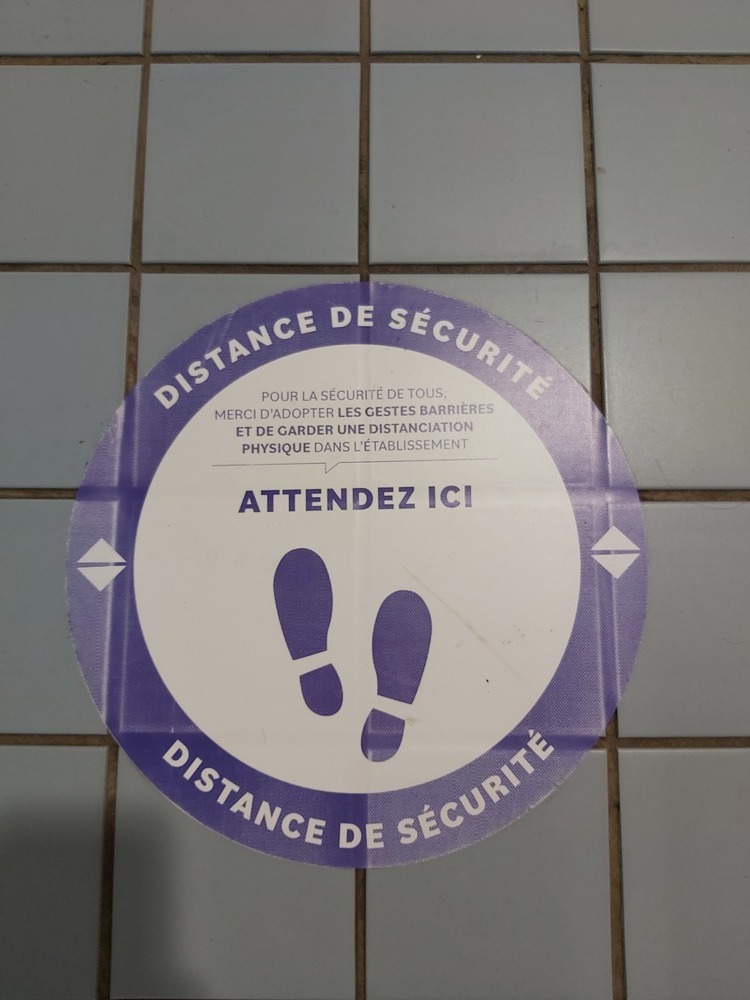 DISTANCE DE SÉCURITÉ
POUR LA SÉCURITÉ DE TOUS,
MERCI D'ADOPTER LES GESTES BARRIÈRES
ET DE GARDER UNE DISTANCIATION
PHYSIQUE DANS L'ÉTABLISSEMENT
ATTENDEZ ICI
DISTANCE DE SÉCURITÉ